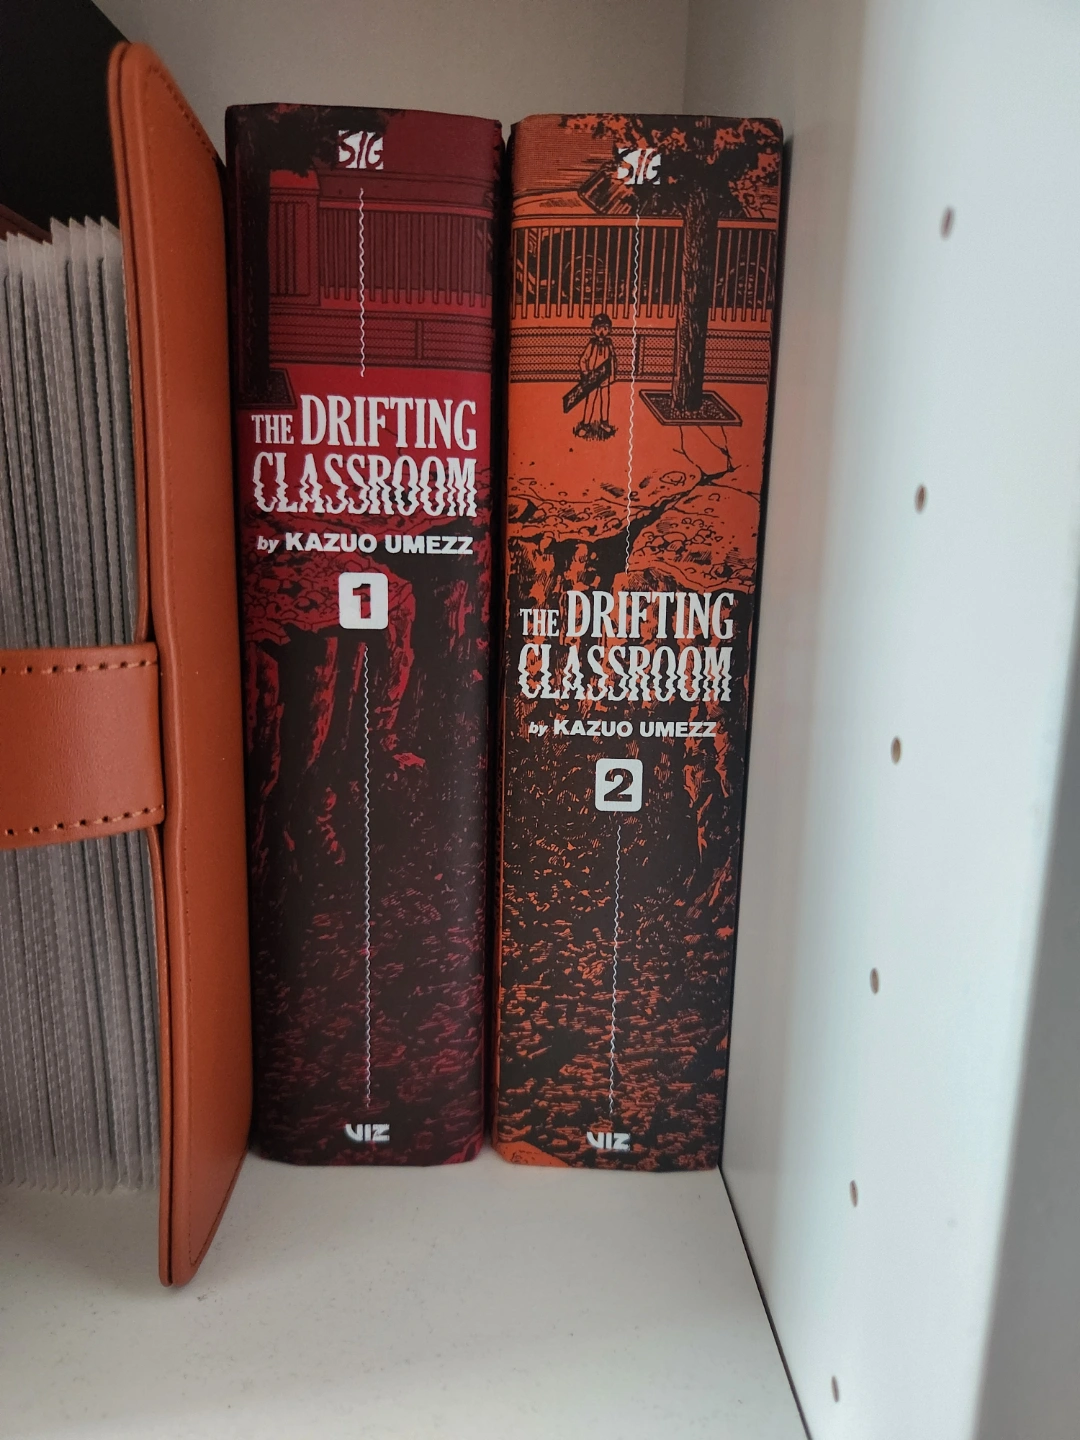 SIG
THE DRIFTING
CLASSROOM
by KAZUO UMEZZ
1
VIZ
SIG
THE DRIFTING
CLASSROOM
by KAZUO UMEZZ
2
VIZ